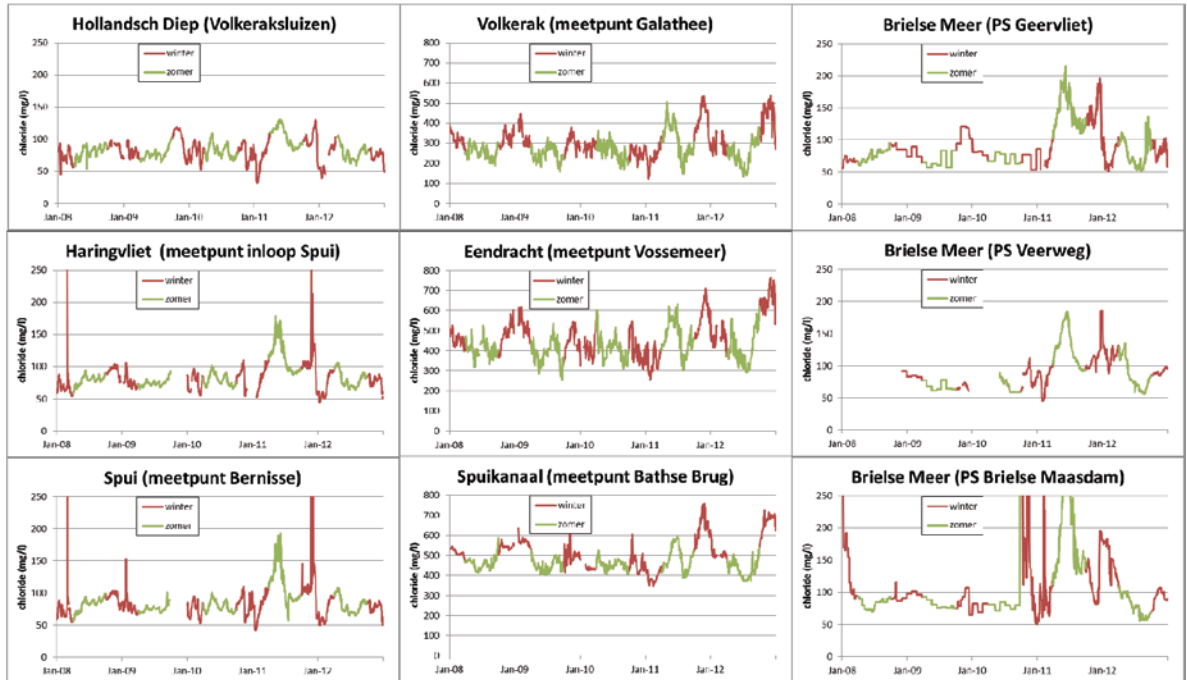 Hollandsch Diep (Volkeraksluizen)
chloride (mg/l)
250
200
150
100
50
0
winter
zomer
Jan-08 Jan-09 Jan-10 Jan-11 Jan-12
Volkerak (meetpunt Galathee)
chloride (mg/l)
800
700
600
500
400
300
200
100
0
winter
zomer
Jan-08 Jan-09 Jan-10 Jan-11 Jan-12
Brielse Meer (PS Geervliet)
chloride (mg/l)
250
200
150
100
50
0
winter
zomer
Jan-08 Jan-09 Jan-10 Jan-11 Jan-12
Haringvliet (meetpunt inloop Spui)
chloride (mg/l)
250
200
150
100
50
0
winter
zomer
Jan-08 Jan-09 Jan-10 Jan-11 Jan-12
Eendracht (meetpunt Vossemeer)
chloride (mg/l)
800
700
600
500
400
300
200
100
0
winter
zomer
Jan-08 Jan-09 Jan-10 Jan-11 Jan-12
Brielse Meer (PS Veerweg)
chloride (mg/l)
250
200
150
100
50
0
winter
zomer
Jan-08 Jan-09 Jan-10 Jan-11 Jan-12
Spui (meetpunt Bernisse)
chloride (mg/l)
250
200
150
100
50
0
winter
zomer
Jan-08 Jan-09 Jan-10 Jan-11 Jan-12
Spuikanaal (meetpunt Bathse Brug)
chloride (mg/l)
800
700
600
500
400
300
200
100
0
winter
zomer
Jan-08 Jan-09 Jan-10 Jan-11 Jan-12
Brielse Meer (PS Brielse Maasdam)
chloride (mg/l)
250
200
150
100
50
0
winter
zomer
Jan-08 Jan-09 Jan-10 Jan-11 Jan-12